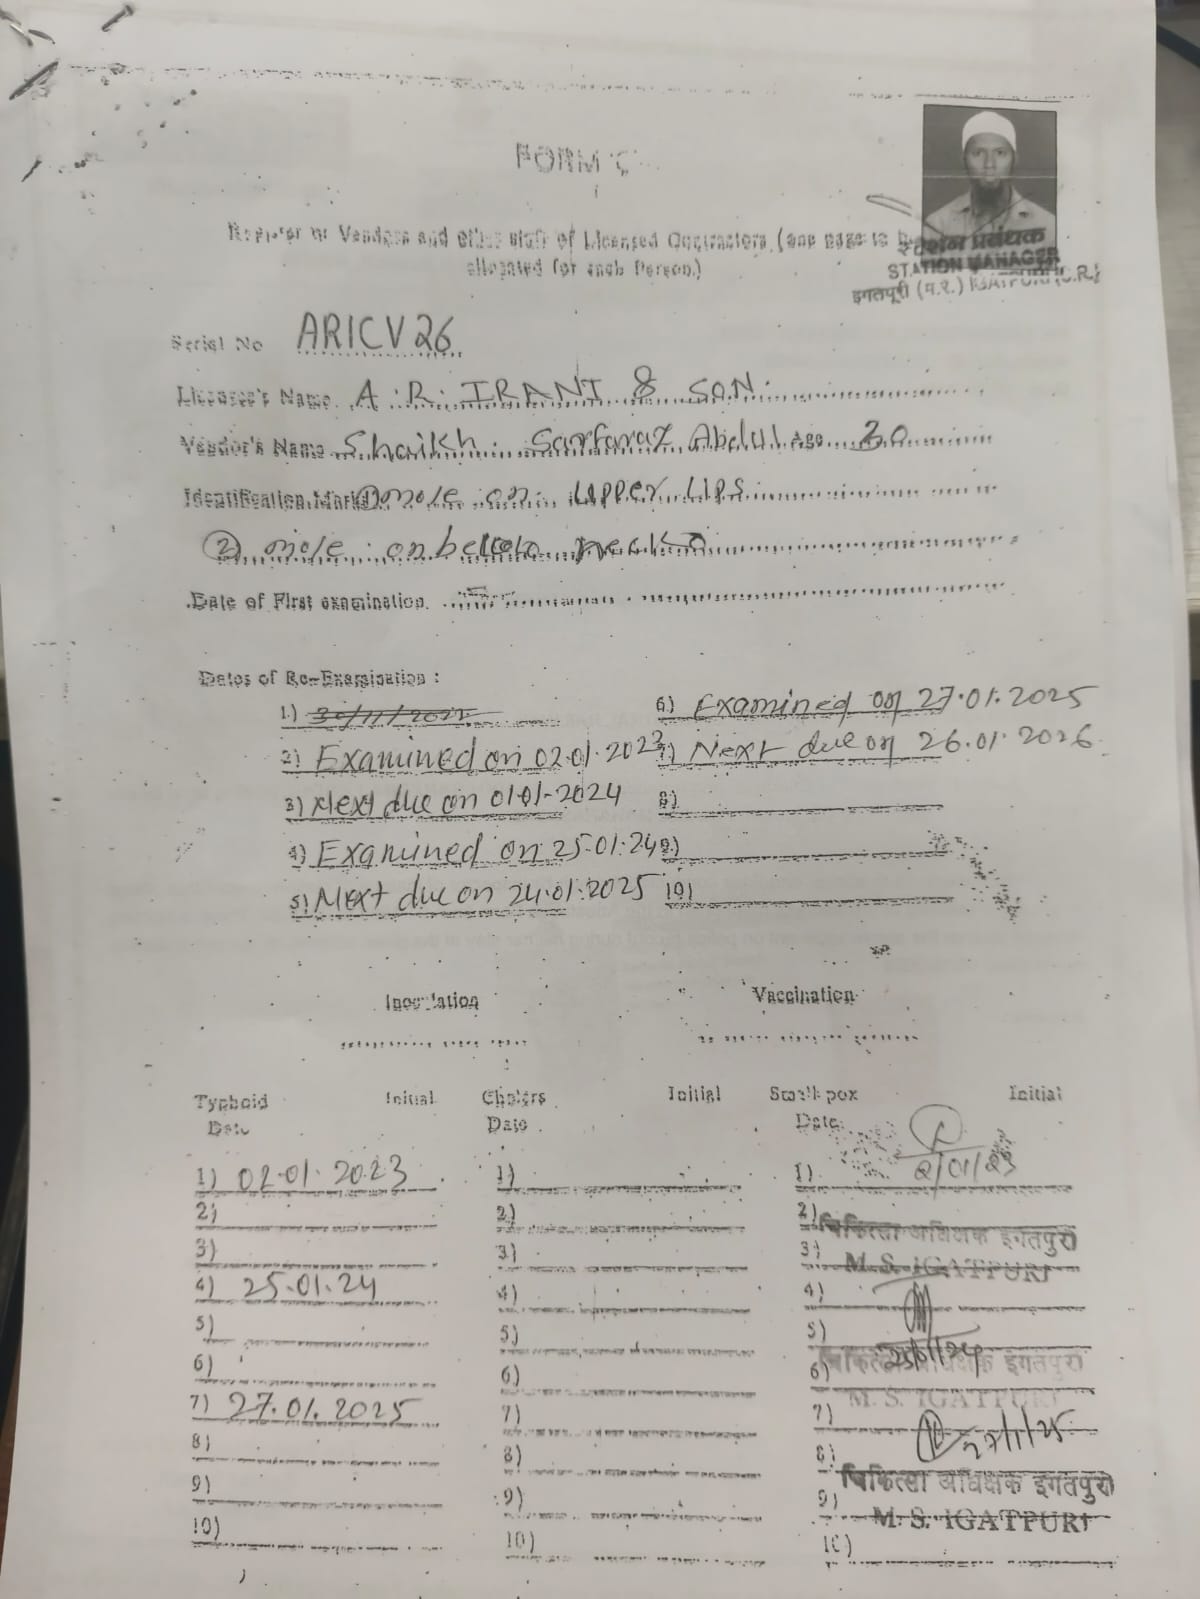 FORM C
Register of Vendors and other staff of Licensed Contractors (one page to be
allocated for each Person.)
स्टेशन प्रबंधक
STATION MANAGER
इगतपूरी (म.रे.) IGATPURI (C.R.)
Serial No ARICV26
Licensee's Name A. R. IRANI & SON.
Vendor's Name Shaikh Sarfaraz Abdul Age 30
Identification Mark ① mole on upper LIPS
② mole on neck
Date of First examination
Dates of Re-Examination :
1) 30/11/2022
2) Examined on 02.01.2023
3) Next due on 01.01-2024
4) Examined on 25.01.24
5) Next due on 24.01.2025
6) Examined on 27.01.2025
7) Next due on 26.01.2026
8)
9)
10)
Inoculation Vaccination
Typhoid Initial Cholera Initial Small pox Initial
Date Date Date
1) 02.01.2023 1) 1) 2/01/23
2) 2) 2) चिकित्सा अधिक्षक इगतपुरी
3) 3) 3) M. S. IGATPURI
4) 25.01.24 4) 4)
5) 5) 5) 25/1/24
6) 6) 6) चिकित्सा अधिक्षक इगतपुरी
M. S. IGATPURI
7) 27.01.2025 7) 7) 27/1/25
8) 8) 8) चिकित्सा अधिक्षक इगतपुरी
9) 9) 9) M. S. IGATPURI
10) 10) 10)